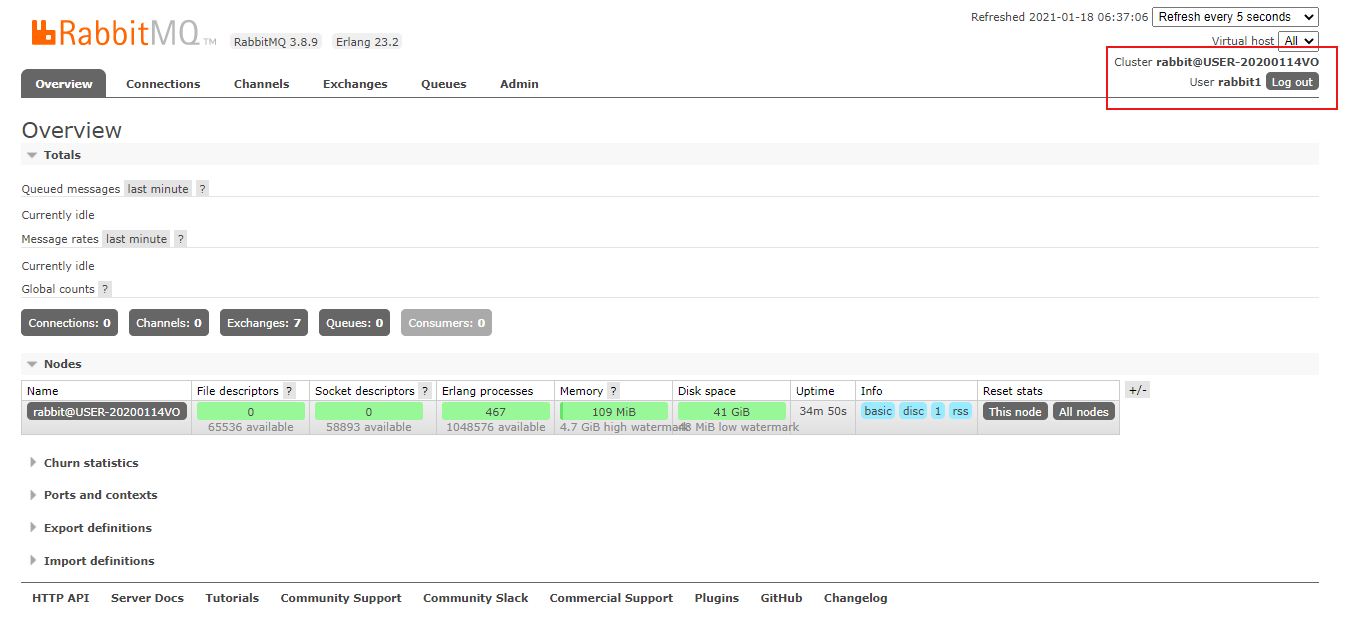 Refreshed 2021-01-18 06:37:06 Refresh every 5 seconds
RabbitMQ TM RabbitMQ 3.8.9 Erlang 23.2
Virtual host All
Cluster rabbit@USER-20200114VO
User rabbit1 Log out
Overview Connections Channels Exchanges Queues Admin
Overview
Totals
Queued messages last minute ?
Currently idle
Message rates last minute ?
Currently idle
Global counts ?
Connections: 0 Channels: 0 Exchanges: 7 Queues: 0 Consumers: 0
Nodes
Name File descriptors ? Socket descriptors ? Erlang processes Memory ? Disk space Uptime Info Reset stats +/-
rabbit@USER-20200114VO 0 0 467 109 MiB 41 GiB 34m 50s basic disc 1 rss This node All nodes
65536 available 58893 available 1048576 available 4.7 GiB high watermark 48 MiB low watermark
Churn statistics
Ports and contexts
Export definitions
Import definitions
HTTP API Server Docs Tutorials Community Support Community Slack Commercial Support Plugins GitHub Changelog